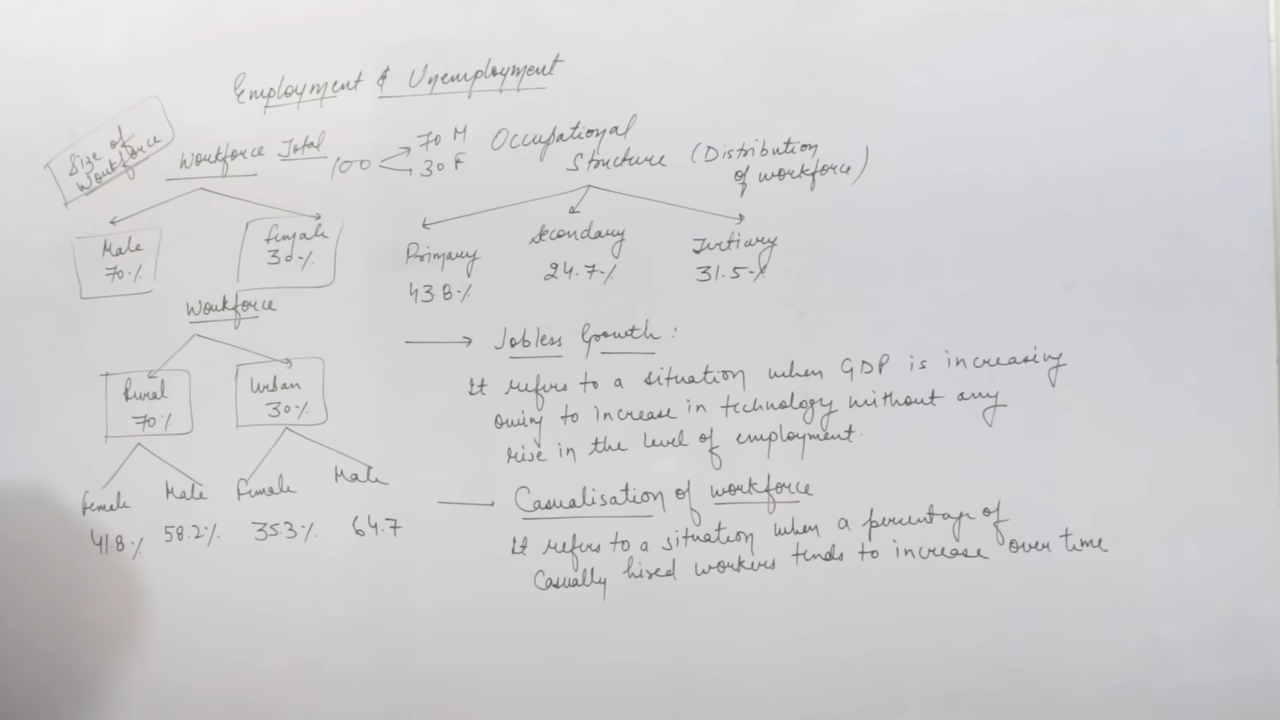 Employment & Unemployment
Size of
Workforce
Workforce Total
100
70 M
30 F
Male
70%
Female
30%
Workforce
Rural
70%
Urban
30%
Female
41.8%
Male
58.2%
Female
35.3%
Male
64.7
Occupational
Structure (Distribution
of workforce)
Primary
43.8%
Secondary
24.7%
Tertiary
31.5%
Jobless Growth:
It refers to a situation when GDP is increasing
owing to increase in technology without any
rise in the level of employment.
Casualisation of workforce
It refers to a situation when a percentage of
Casually hired workers tends to increase over time